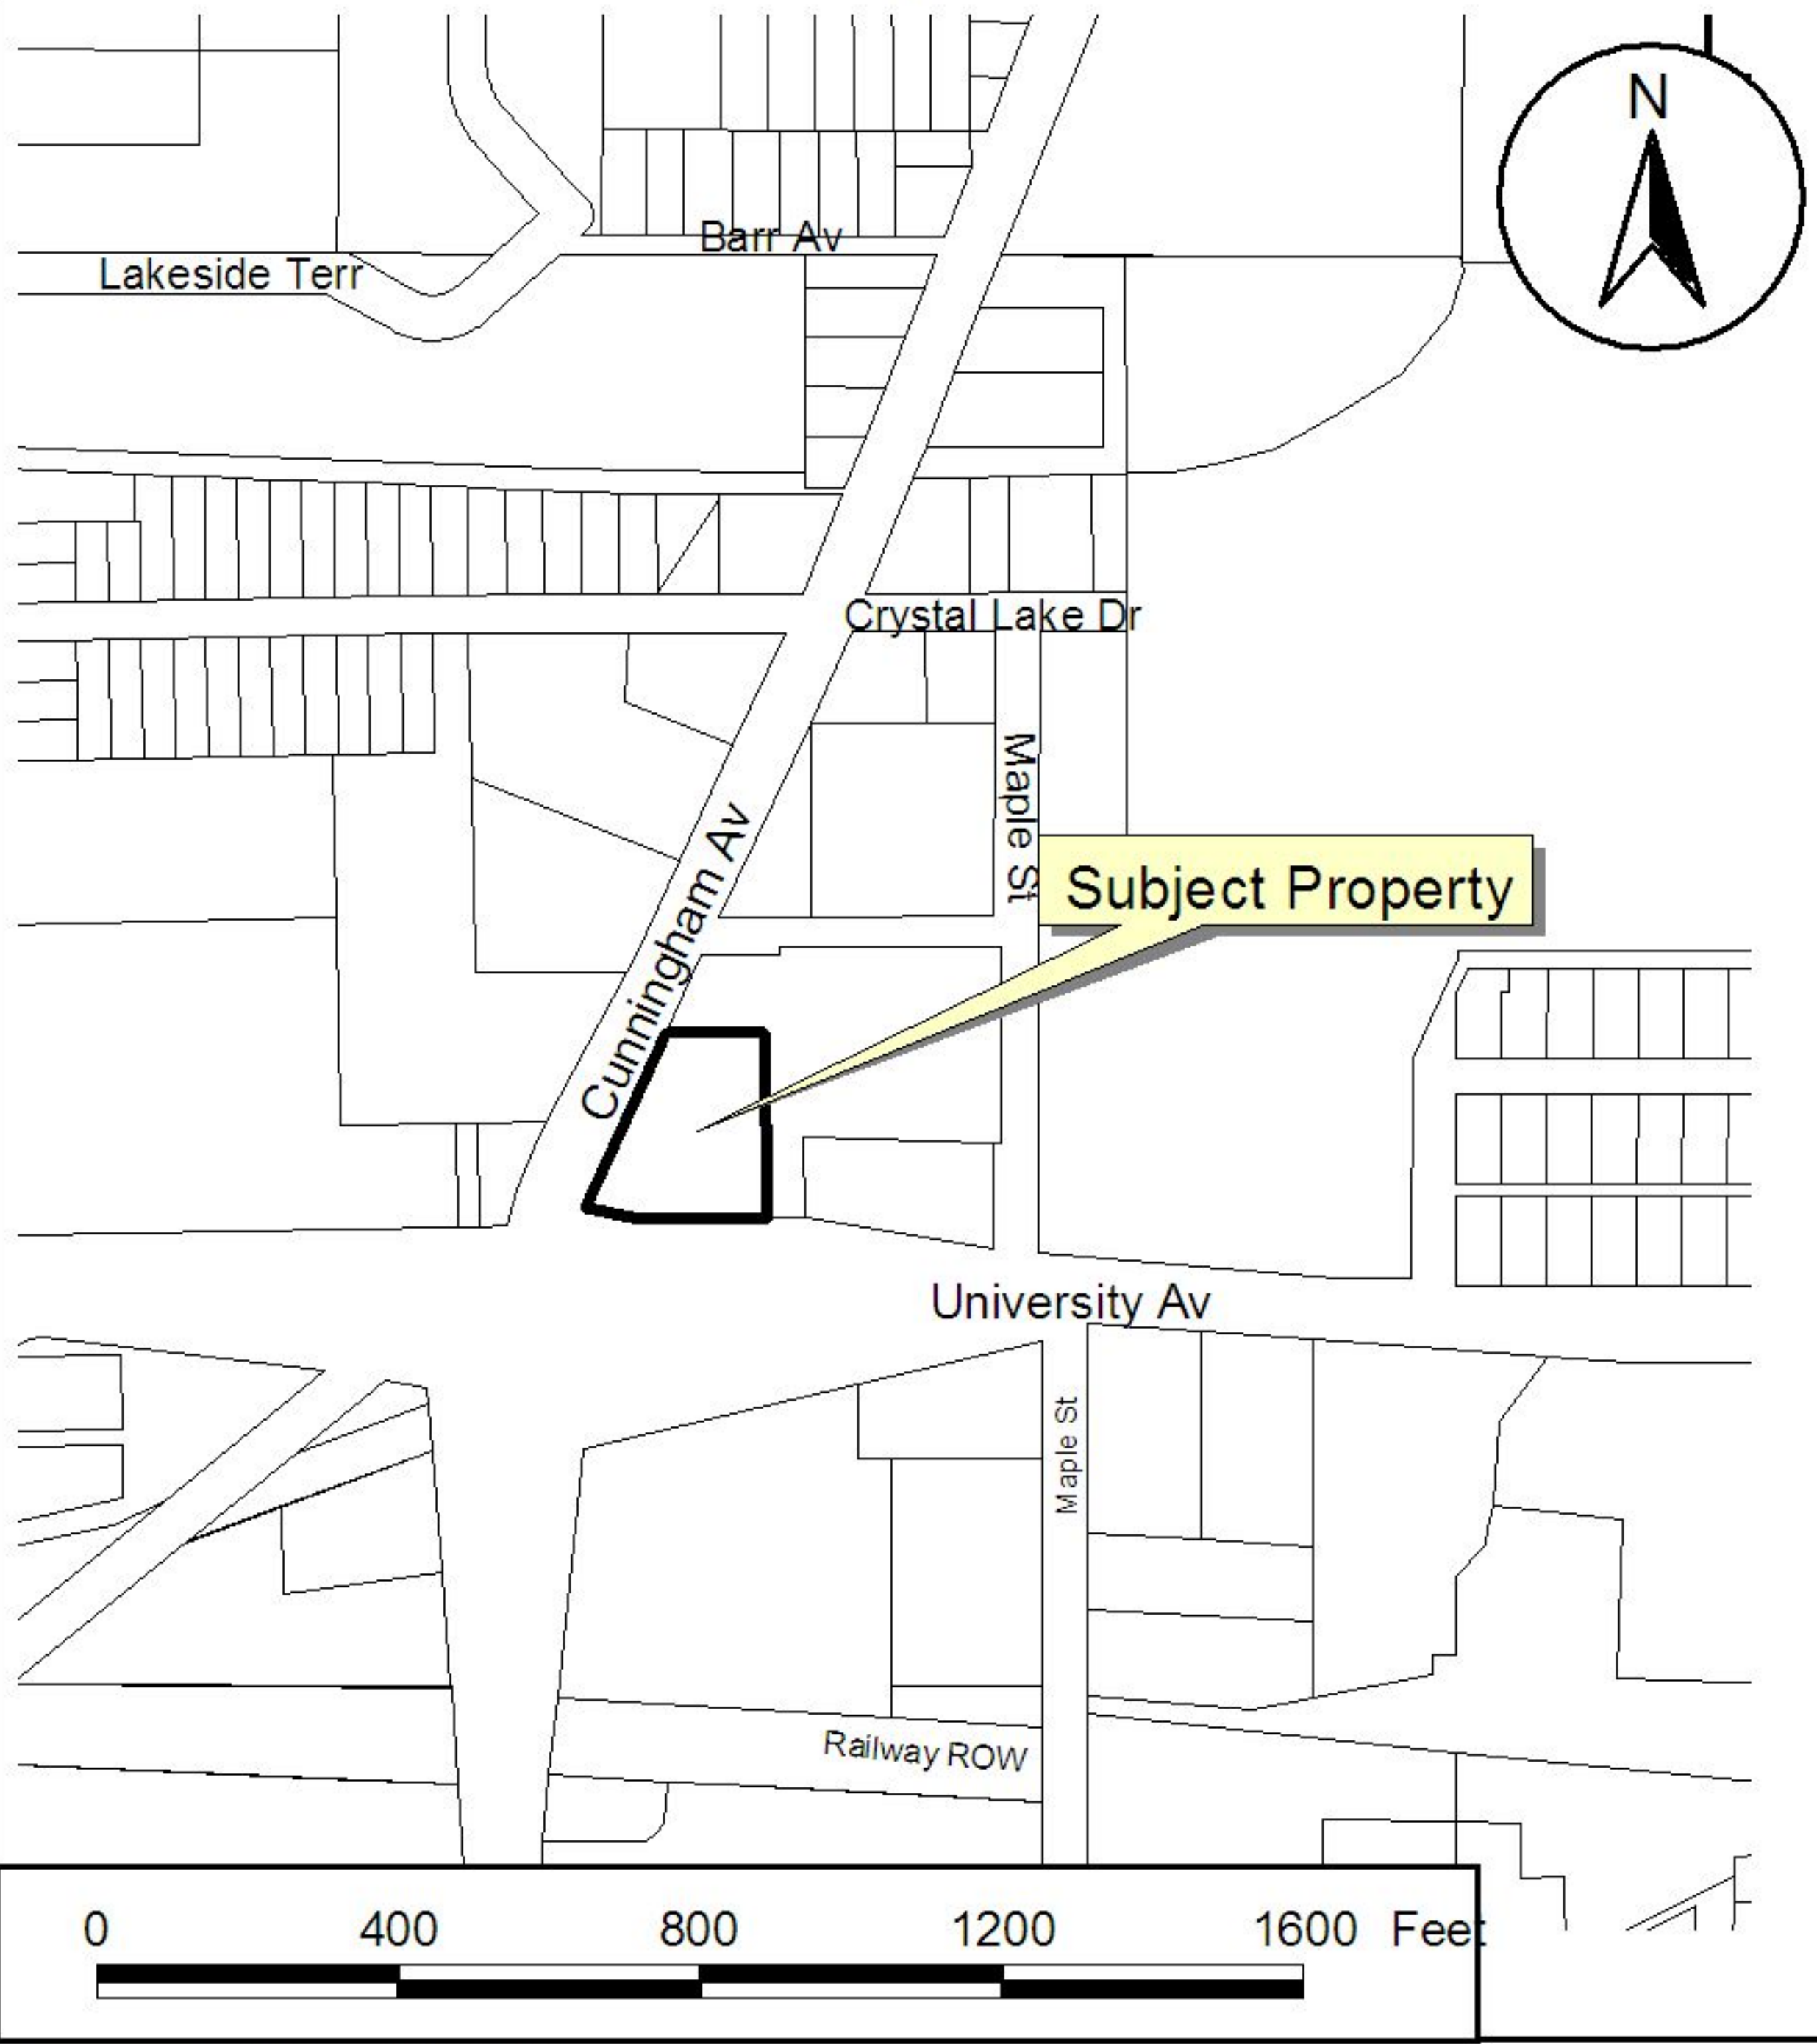 N
Barr Av
Lakeside Terr
Crystal Lake Dr
Maple St
Cunningham Av
Subject Property
University Av
Maple St
Railway ROW
0 400 800 1200 1600 Feet